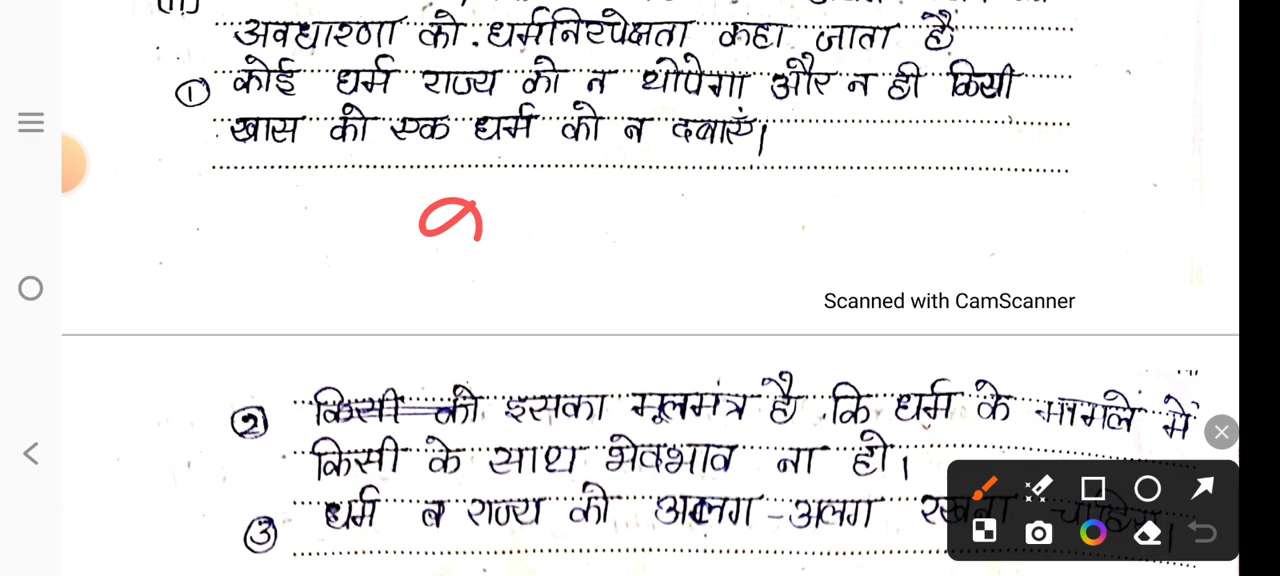 अवधारणा को धर्मनिरपेक्षता कहा जाता है
① कोई धर्म राज्य को न थोपेगा और न ही किसी
खास को एक धर्म को न दबाएं।
Scanned with CamScanner
② किसी को इसका मूलमंत्र है कि धर्म के मामले में
किसी के साथ भेदभाव ना हो।
③ धर्म व राज्य को अलग-अलग रखना चाहिए।